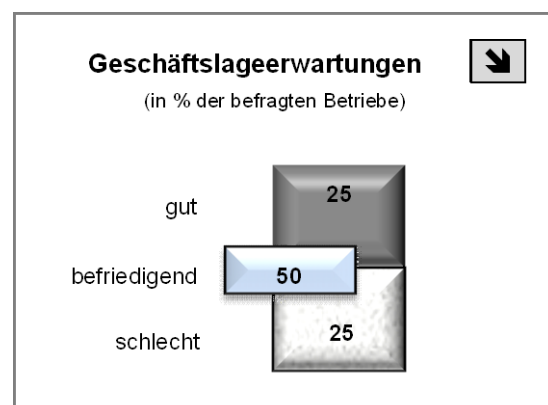 Geschäftslageerwartungen
(in % der befragten Betriebe)
gut 25
befriedigend 50
schlecht 25